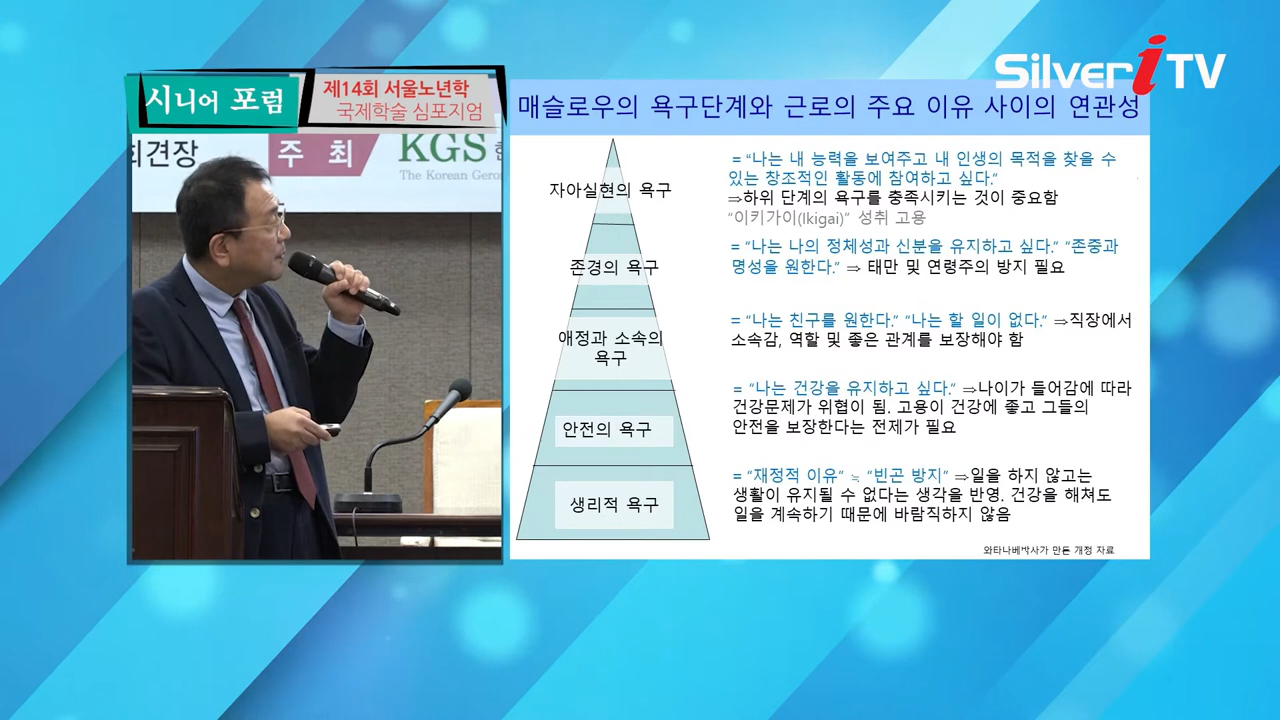 Silver i TV
시니어 포럼
제14회 서울노년학
국제학술 심포지엄
회견장
주 최
KGS
The Korean Geron
매슬로우의 욕구단계와 근로의 주요 이유 사이의 연관성
자아실현의 욕구
= “나는 내 능력을 보여주고 내 인생의 목적을 찾을 수
있는 창조적인 활동에 참여하고 싶다.”
⇒하위 단계의 욕구를 충족시키는 것이 중요함
“이키가이(Ikigai)” 성취 고용
존경의 욕구
= “나는 나의 정체성과 신분을 유지하고 싶다.” “존중과
명성을 원한다.” ⇒ 태만 및 연령주의 방지 필요
애정과 소속의
욕구
= “나는 친구를 원한다.” “나는 할 일이 없다.” ⇒직장에서
소속감, 역할 및 좋은 관계를 보장해야 함
안전의 욕구
= “나는 건강을 유지하고 싶다.” ⇒나이가 들어감에 따라
건강문제가 위협이 됨. 고용이 건강에 좋고 그들의
안전을 보장한다는 전제가 필요
생리적 욕구
= “재정적 이유” ≒ “빈곤 방지” ⇒일을 하지 않고는
생활이 유지될 수 없다는 생각을 반영. 건강을 해쳐도
일을 계속하기 때문에 바람직하지 않음
와타나베박사가 만든 개정 자료